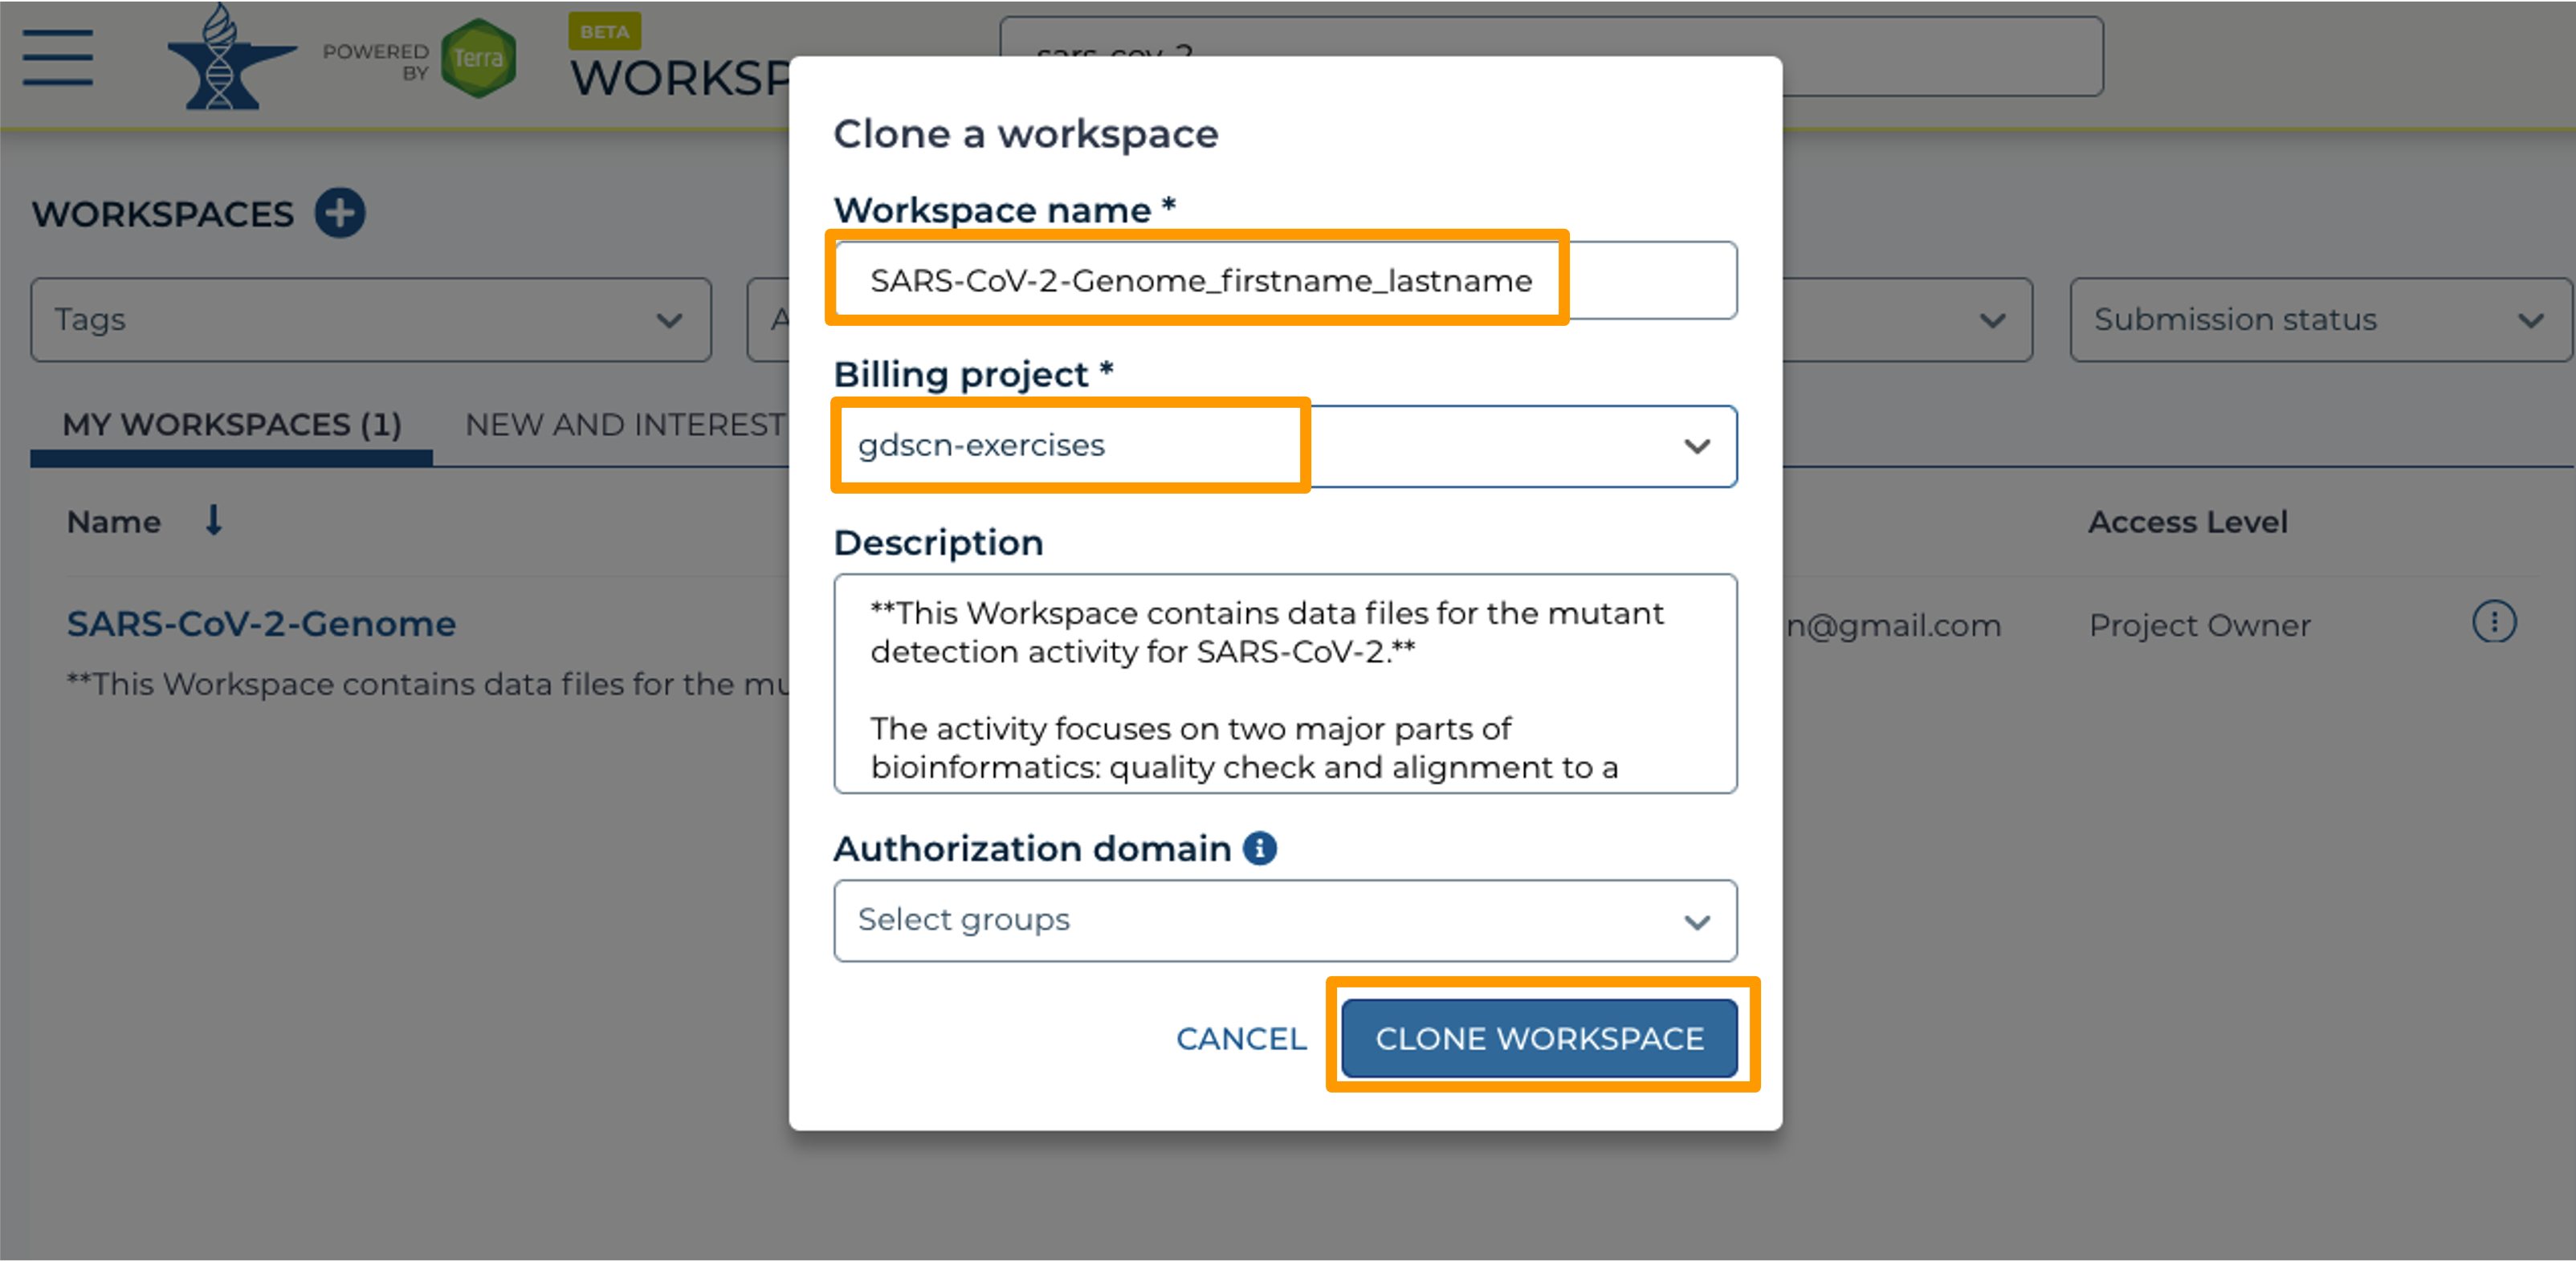 POWERED
BY
Terra
BETA
WORKSP
sars-cov-2
Clone a workspace
WORKSPACES
Workspace name *
SARS-CoV-2-Genome_firstname_lastname
Tags
A
Submission status
Billing project *
gdscn-exercises
MY WORKSPACES (1)
NEW AND INTEREST
Name
Access Level
Description
**This Workspace contains data files for the mutant
detection activity for SARS-CoV-2.**
The activity focuses on two major parts of
bioinformatics: quality check and alignment to a
SARS-CoV-2-Genome
n@gmail.com
Project Owner
**This Workspace contains data files for the mu
Authorization domain
Select groups
CANCEL
CLONE WORKSPACE